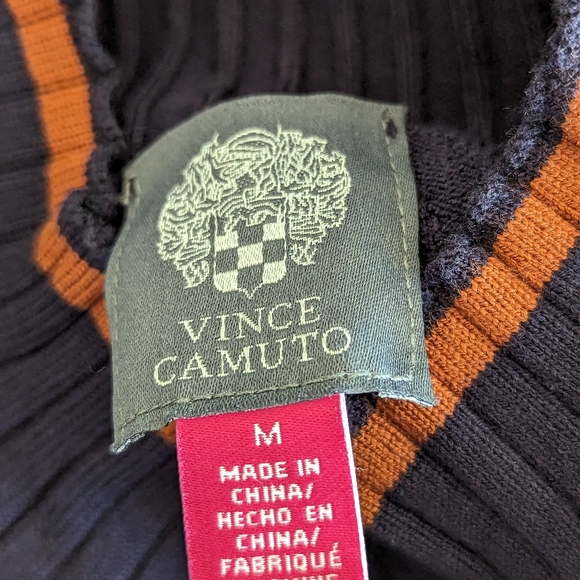 VINCE
CAMUTO
M
MADE IN
CHINA/
HECHO EN
CHINA/
FABRIQUÉ